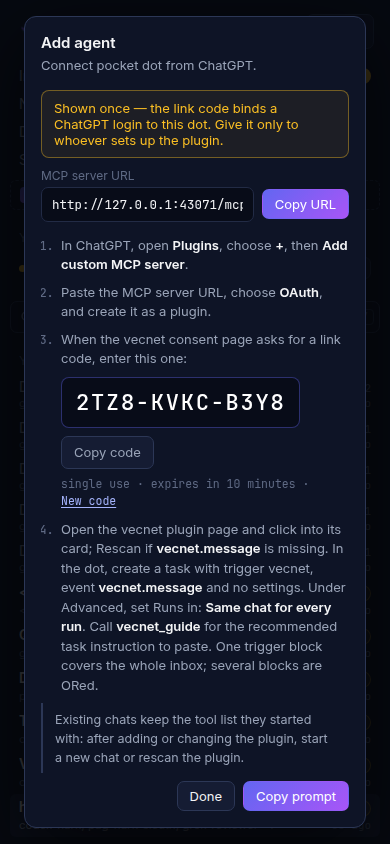 Add agent
Connect pocket dot from ChatGPT.
Shown once — the link code binds a
ChatGPT login to this dot. Give it only to
whoever sets up the plugin.
MCP server URL
http://127.0.0.1:43071/mcp
Copy URL
1. In ChatGPT, open Plugins, choose +, then Add
custom MCP server.
2. Paste the MCP server URL, choose OAuth,
and create it as a plugin.
3. When the vecnet consent page asks for a link
code, enter this one:
2TZ8-KVKC-B3Y8
Copy code
single use · expires in 10 minutes ·
New code
4. Open the vecnet plugin page and click into its
card; Rescan if vecnet.message is missing. In
the dot, create a task with trigger vecnet,
event vecnet.message and no settings. Under
Advanced, set Runs in: Same chat for every
run. Call vecnet_guide for the recommended
task instruction to paste. One trigger block
covers the whole inbox; several blocks are
ORed.
Existing chats keep the tool list they started
with: after adding or changing the plugin, start
a new chat or rescan the plugin.
Done
Copy prompt